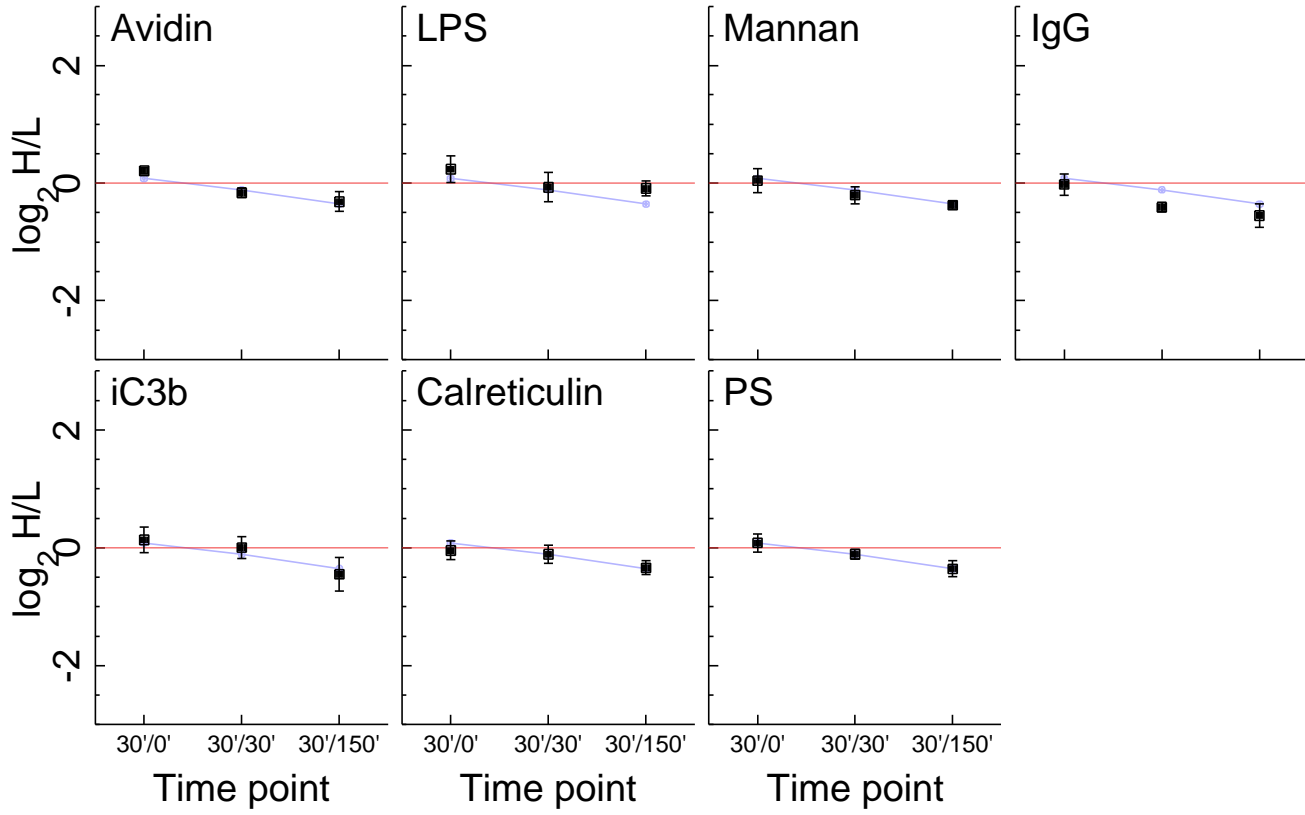 Avidin
LPS
Mannan
IgG
2
0
-2
log2 H/L
iC3b
Calreticulin
PS
2
0
-2
log2 H/L
30'/0' 30'/30' 30'/150'
30'/0' 30'/30' 30'/150'
30'/0' 30'/30' 30'/150'
Time point
Time point
Time point